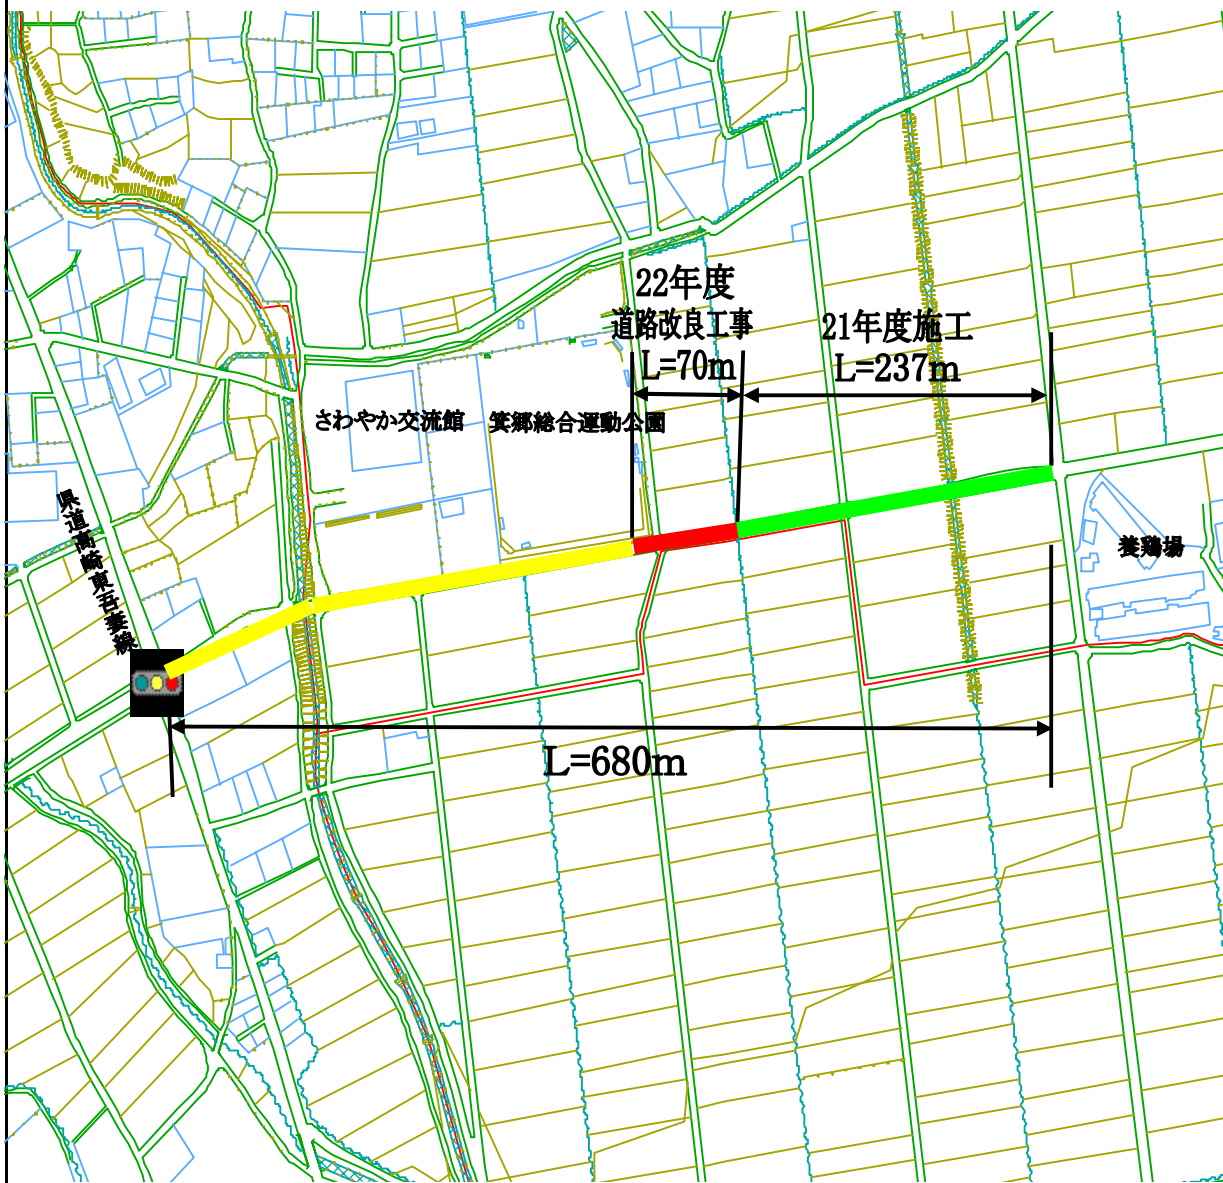 22年度
道路改良工事
L=70m
21年度施工
L=237m
さわやか交流館
箕郷総合運動公園
県道高崎東吾妻線
養鶏場
L=680m